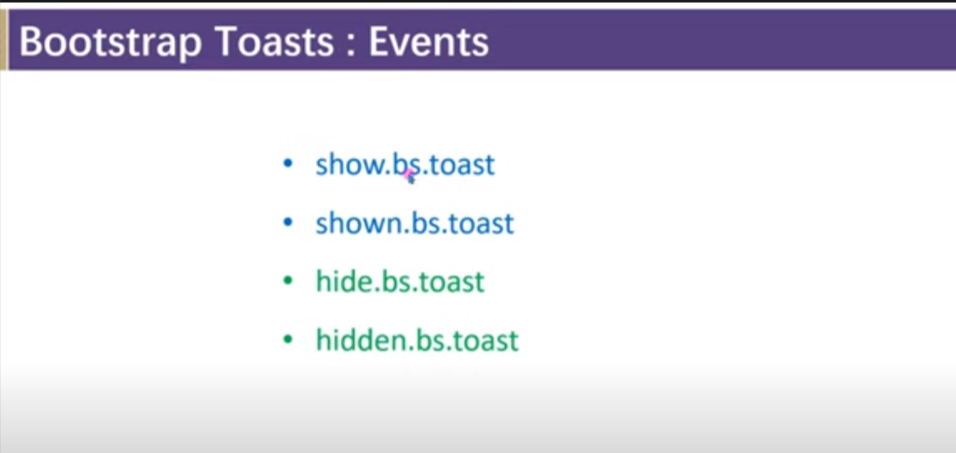 Bootstrap Toasts : Events
• show.bs.toast
• shown.bs.toast
• hide.bs.toast
• hidden.bs.toast